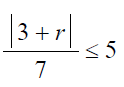 |3 + r| / 7 ≤ 5